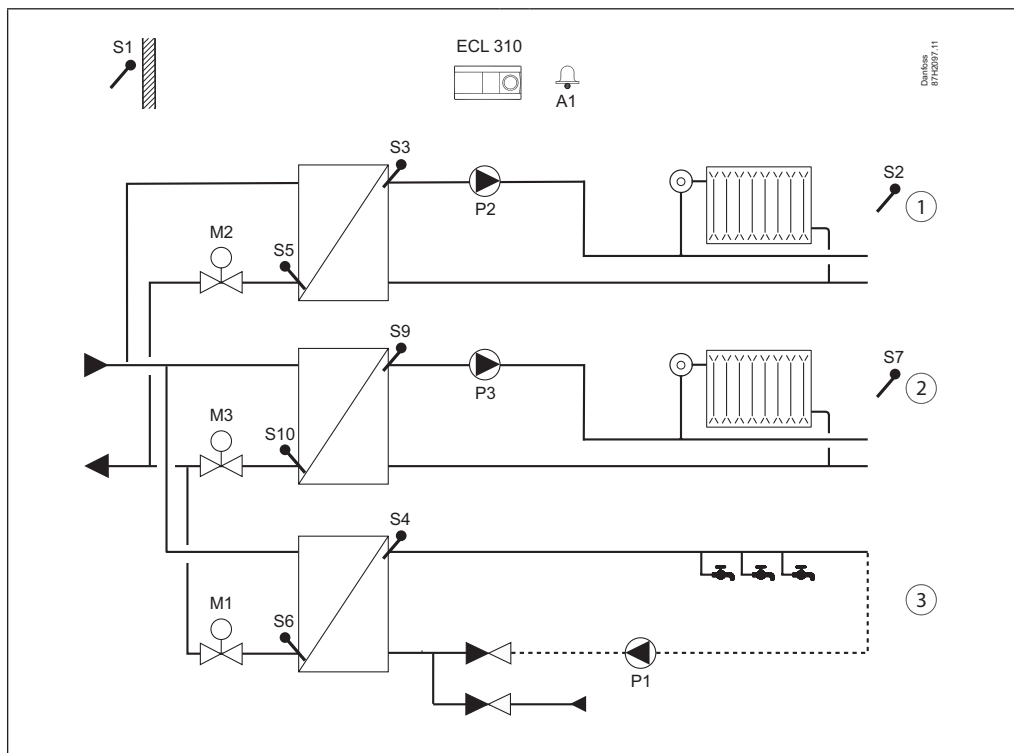 S1
ECL 310
A1
Danfoss
87H2097.11
S3
P2
S2
1
M2
S5
S9
P3
S7
2
M3
S10
S4
3
M1
S6
P1